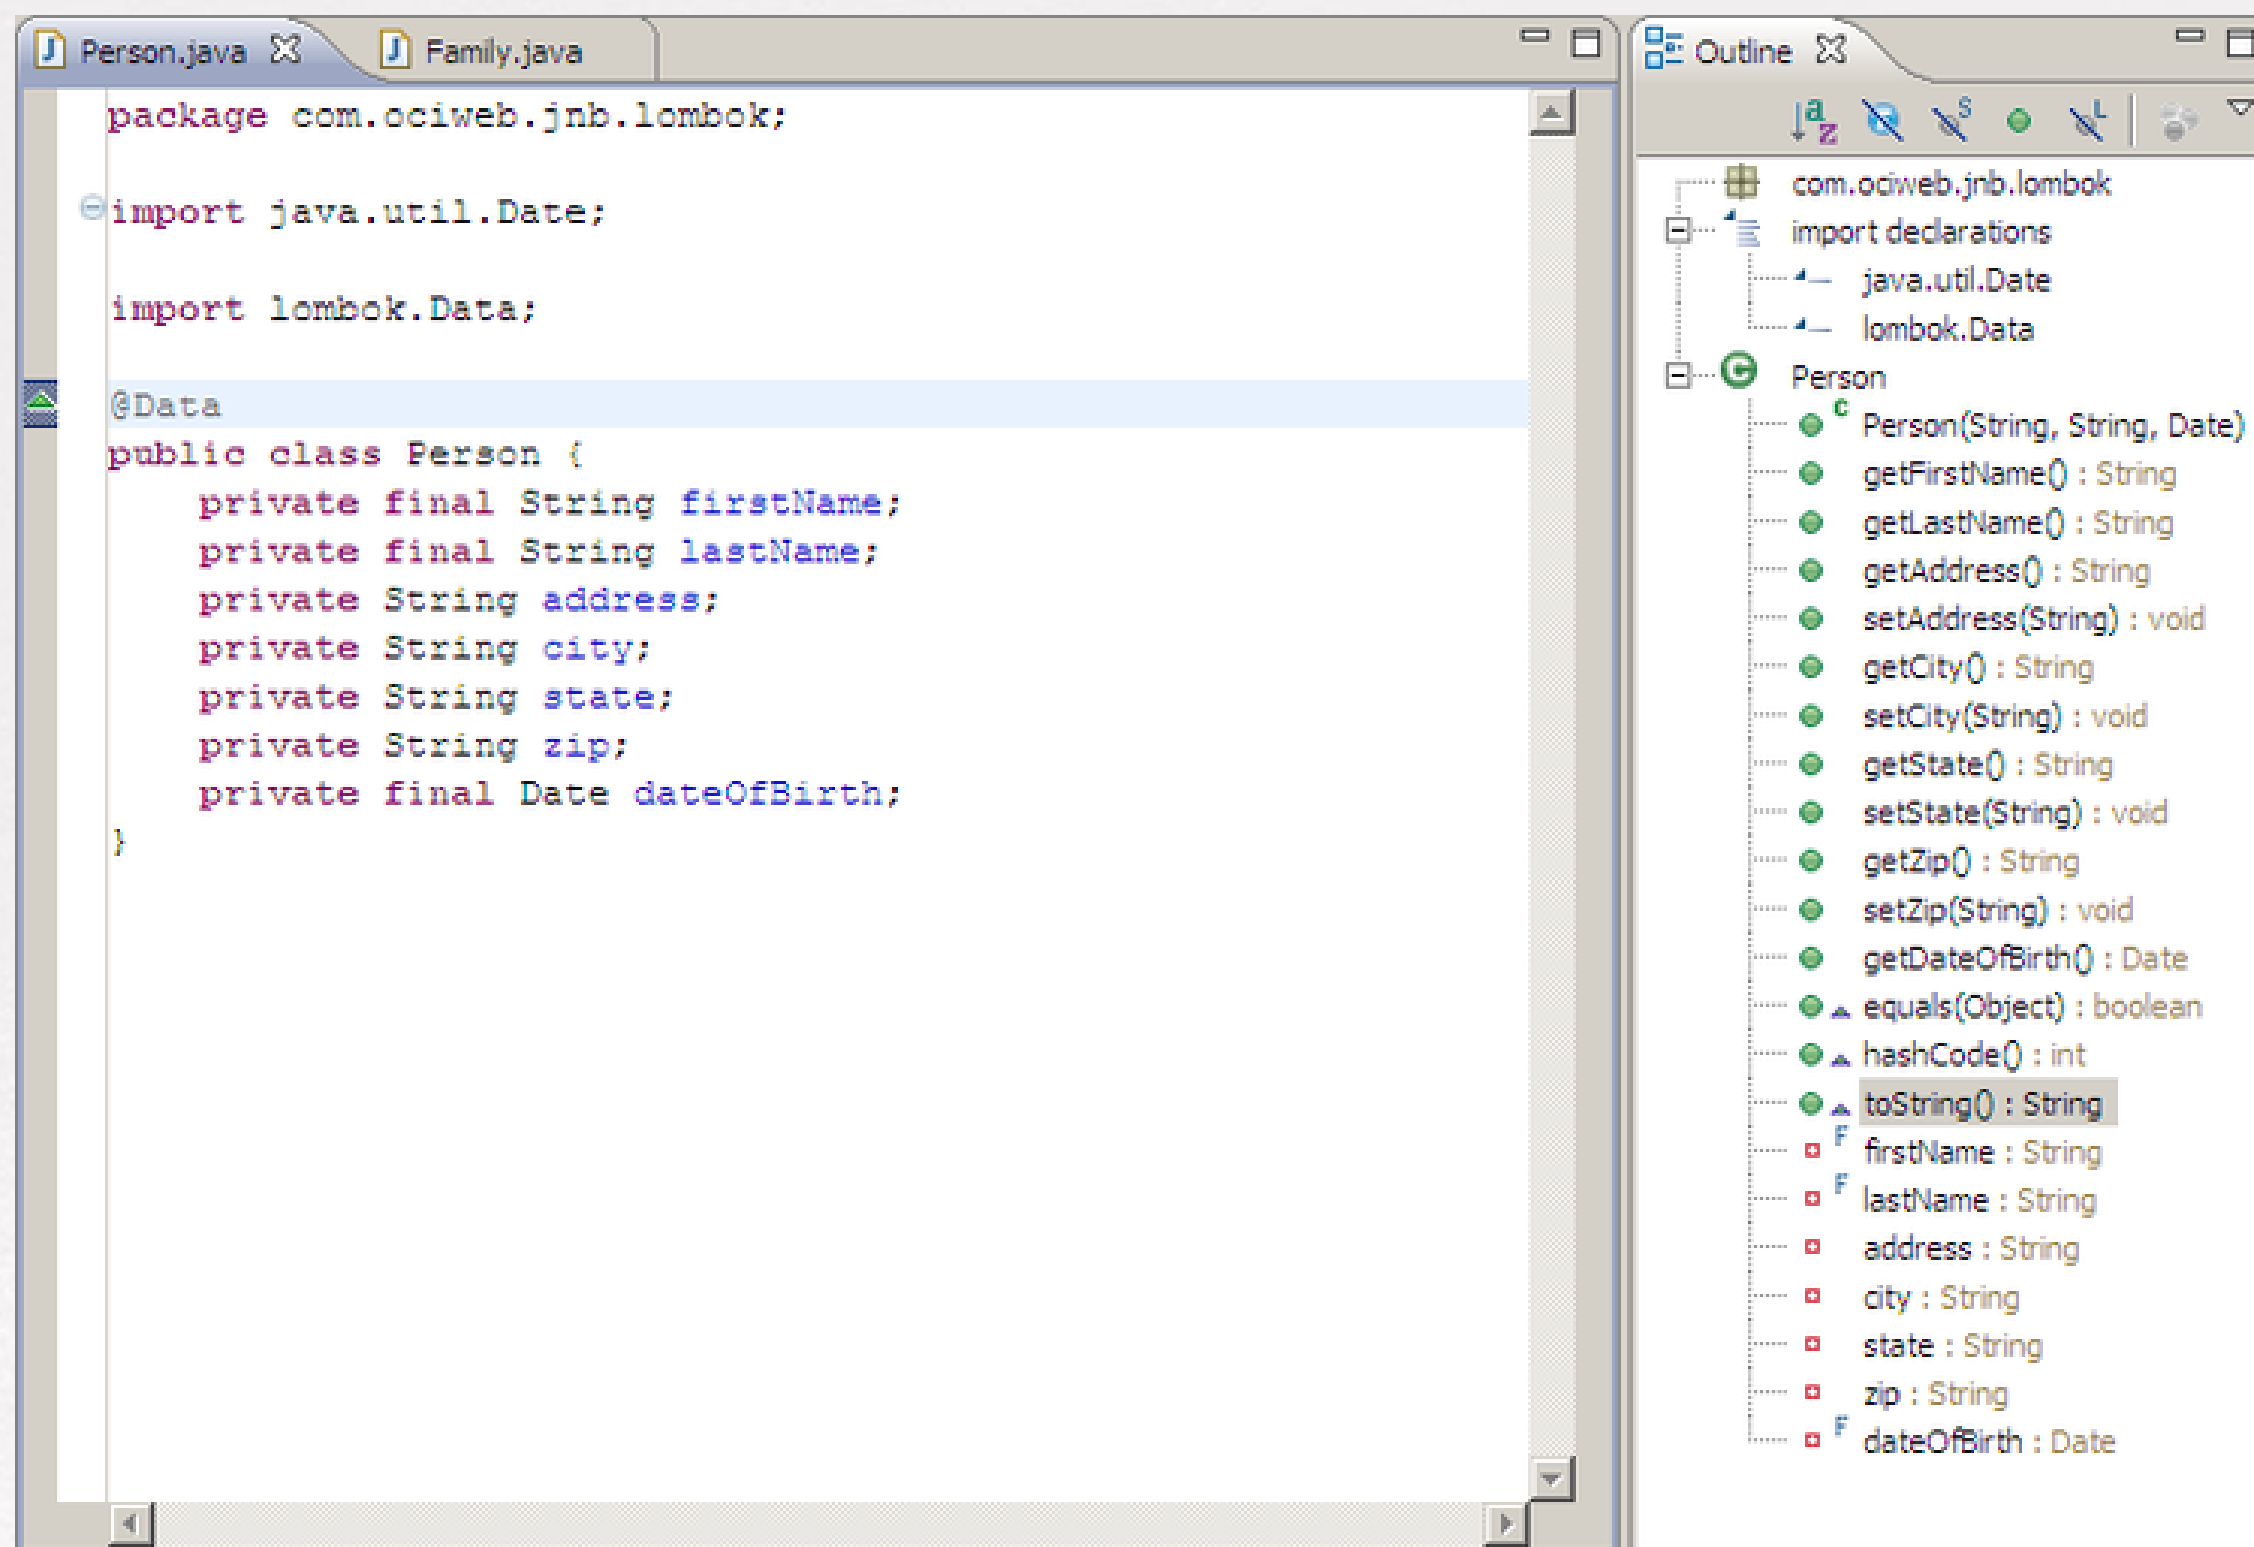 Person.java
Family.java
package com.ociweb.jnb.lombok;
import java.util.Date;
import lombok.Data;
@Data
public class Person {
    private final String firstName;
    private final String lastName;
    private String address;
    private String city;
    private String state;
    private String zip;
    private final Date dateOfBirth;
}
Outline
com.ociweb.jnb.lombok
import declarations
java.util.Date
lombok.Data
Person
Person(String, String, Date)
getFirstName() : String
getLastName() : String
getAddress() : String
setAddress(String) : void
getCity() : String
setCity(String) : void
getState() : String
setState(String) : void
getZip() : String
setZip(String) : void
getDateOfBirth() : Date
equals(Object) : boolean
hashCode() : int
toString() : String
firstName : String
lastName : String
address : String
city : String
state : String
zip : String
dateOfBirth : Date